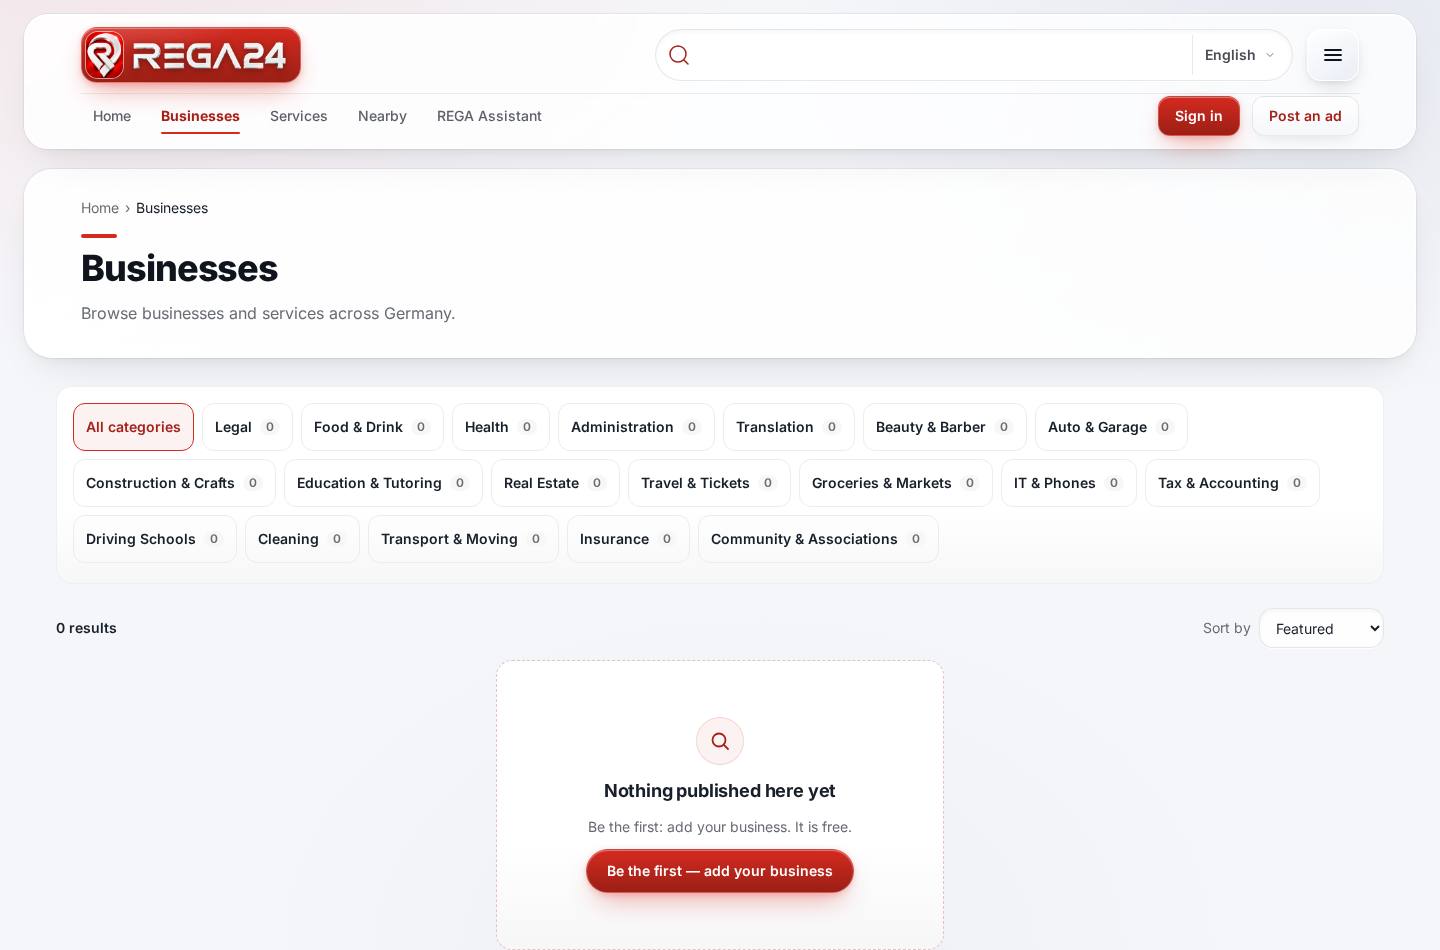 REGA24
English
Home
Businesses
Services
Nearby
REGA Assistant
Sign in
Post an ad
Home › Businesses
Businesses
Browse businesses and services across Germany.
All categories
Legal 0
Food & Drink 0
Health 0
Administration 0
Translation 0
Beauty & Barber 0
Auto & Garage 0
Construction & Crafts 0
Education & Tutoring 0
Real Estate 0
Travel & Tickets 0
Groceries & Markets 0
IT & Phones 0
Tax & Accounting 0
Driving Schools 0
Cleaning 0
Transport & Moving 0
Insurance 0
Community & Associations 0
0 results
Sort by
Featured
Nothing published here yet
Be the first: add your business. It is free.
Be the first — add your business